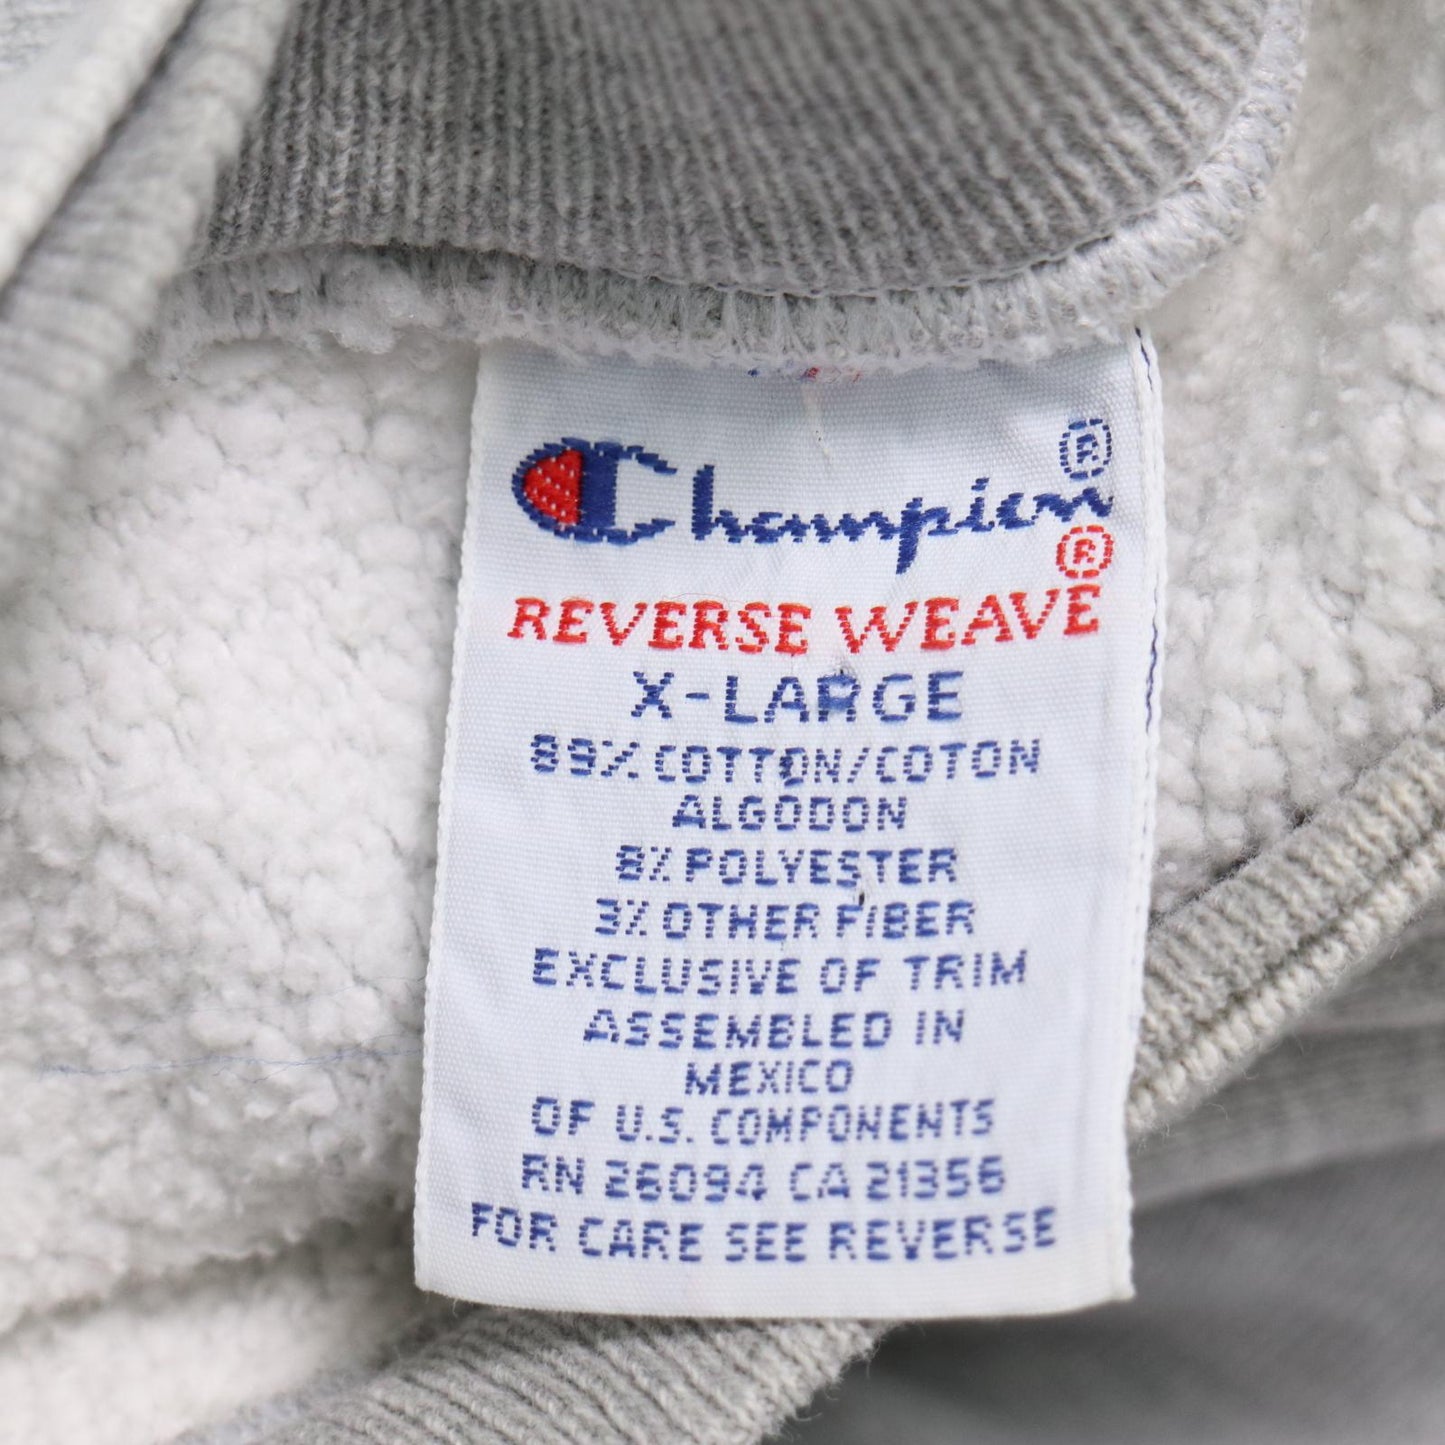 Champion®
REVERSE WEAVE®
X-LARGE
89% COTTON/COTON
ALGODON
8% POLYESTER
3% OTHER FIBER
EXCLUSIVE OF TRIM
ASSEMBLED IN
MEXICO
OF U.S. COMPONENTS
RN 26094 CA 21356
FOR CARE SEE REVERSE